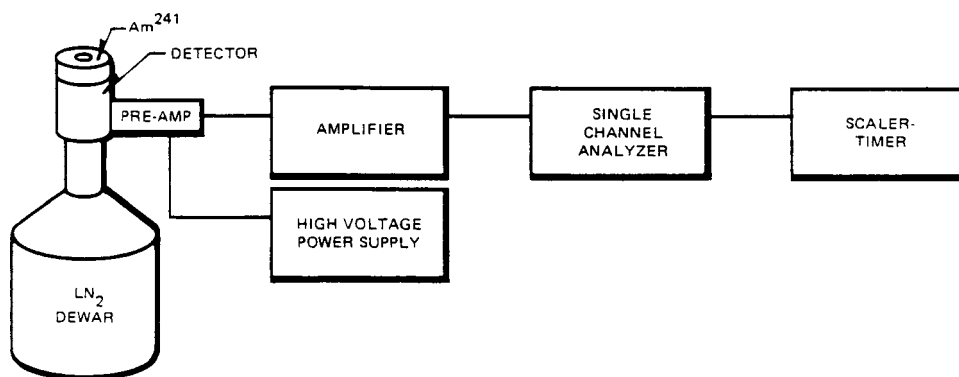 Am²⁴¹
DETECTOR
PRE-AMP
AMPLIFIER
SINGLE
CHANNEL
ANALYZER
SCALER-
TIMER
HIGH VOLTAGE
POWER SUPPLY
LN₂
DEWAR